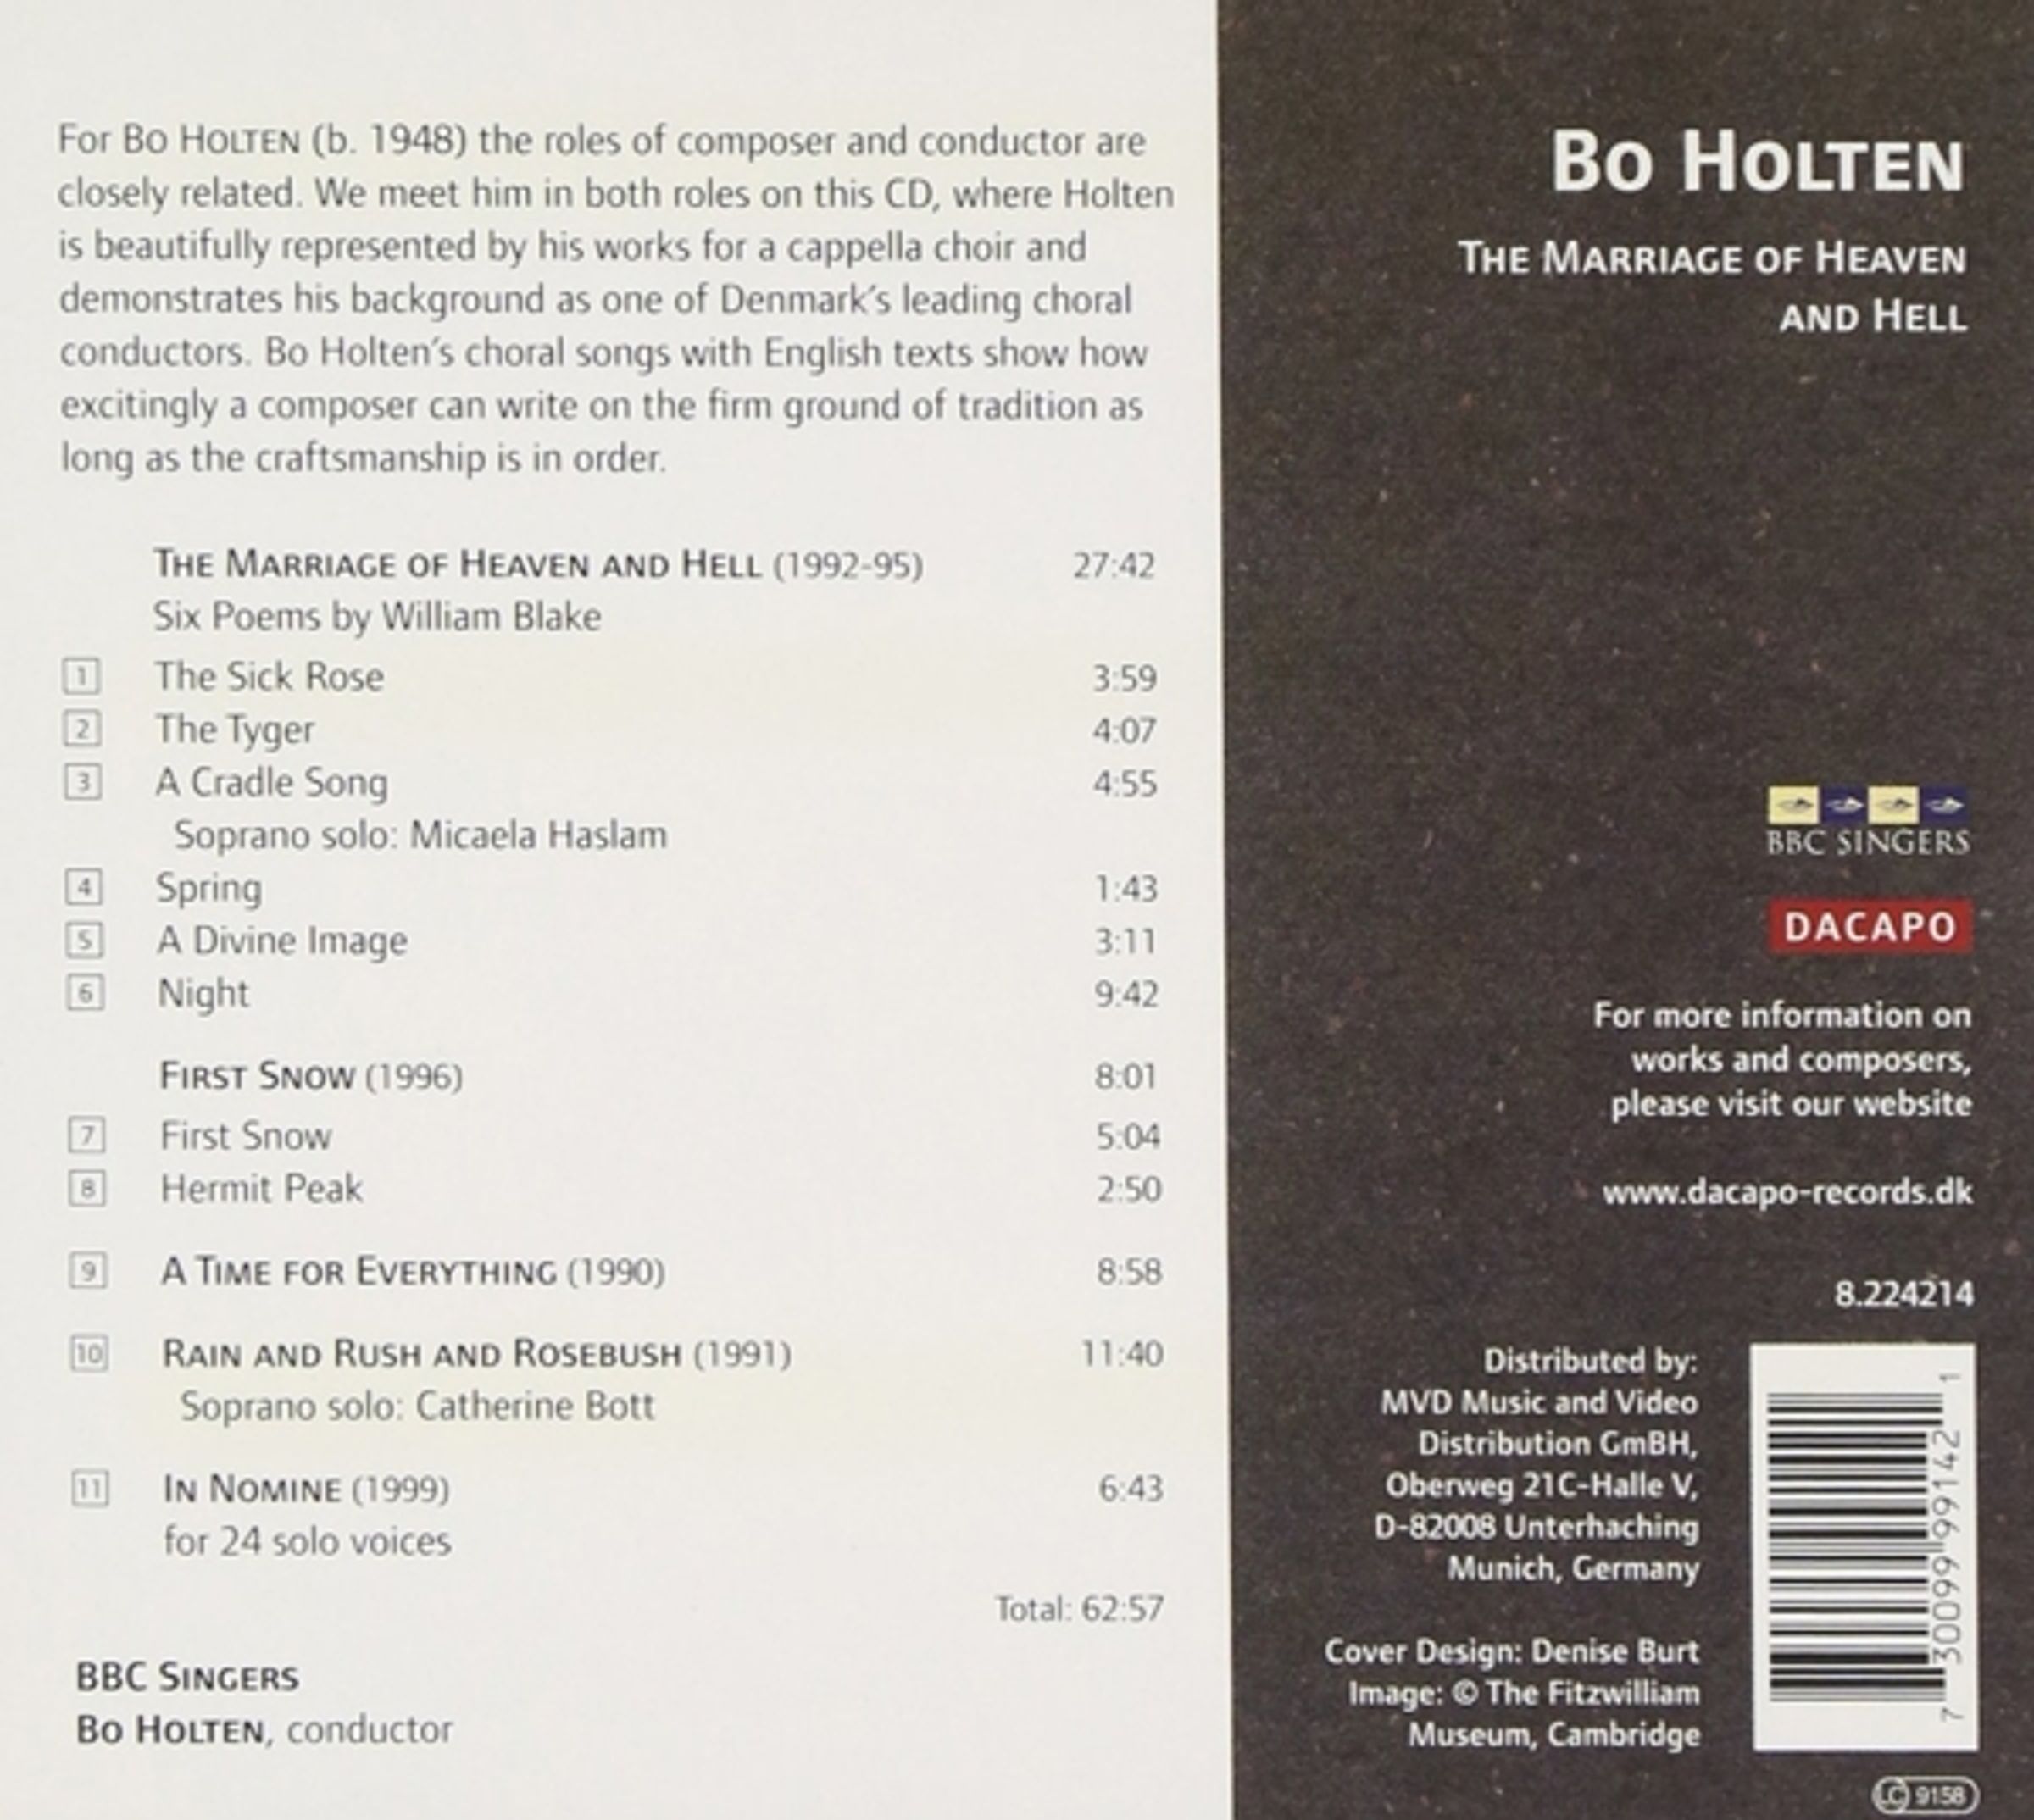 For Bo Holten (b. 1948) the roles of composer and conductor are
closely related. We meet him in both roles on this CD, where Holten
is beautifully represented by his works for a cappella choir and
demonstrates his background as one of Denmark's leading choral
conductors. Bo Holten's choral songs with English texts show how
excitingly a composer can write on the firm ground of tradition as
long as the craftsmanship is in order.
The Marriage of Heaven and Hell (1992-95) 27:42
Six Poems by William Blake
1 The Sick Rose 3:59
2 The Tyger 4:07
3 A Cradle Song 4:55
Soprano solo: Micaela Haslam
4 Spring 1:43
5 A Divine Image 3:11
6 Night 9:42
First Snow (1996) 8:01
7 First Snow 5:04
8 Hermit Peak 2:50
9 A Time for Everything (1990) 8:58
10 Rain and Rush and Rosebush (1991) 11:40
Soprano solo: Catherine Bott
11 In Nomine (1999) 6:43
for 24 solo voices
Total: 62:57
BBC Singers
Bo Holten, conductor
Bo Holten
The Marriage of Heaven
and Hell
BBC SINGERS
DACAPO
For more information on
works and composers,
please visit our website
www.dacapo-records.dk
8.224214
Distributed by:
MVD Music and Video
Distribution GmBH,
Oberweg 21C-Halle V,
D-82008 Unterhaching
Munich, Germany
Cover Design: Denise Burt
Image: © The Fitzwilliam
Museum, Cambridge
7 30099 99142 1
LC 9158